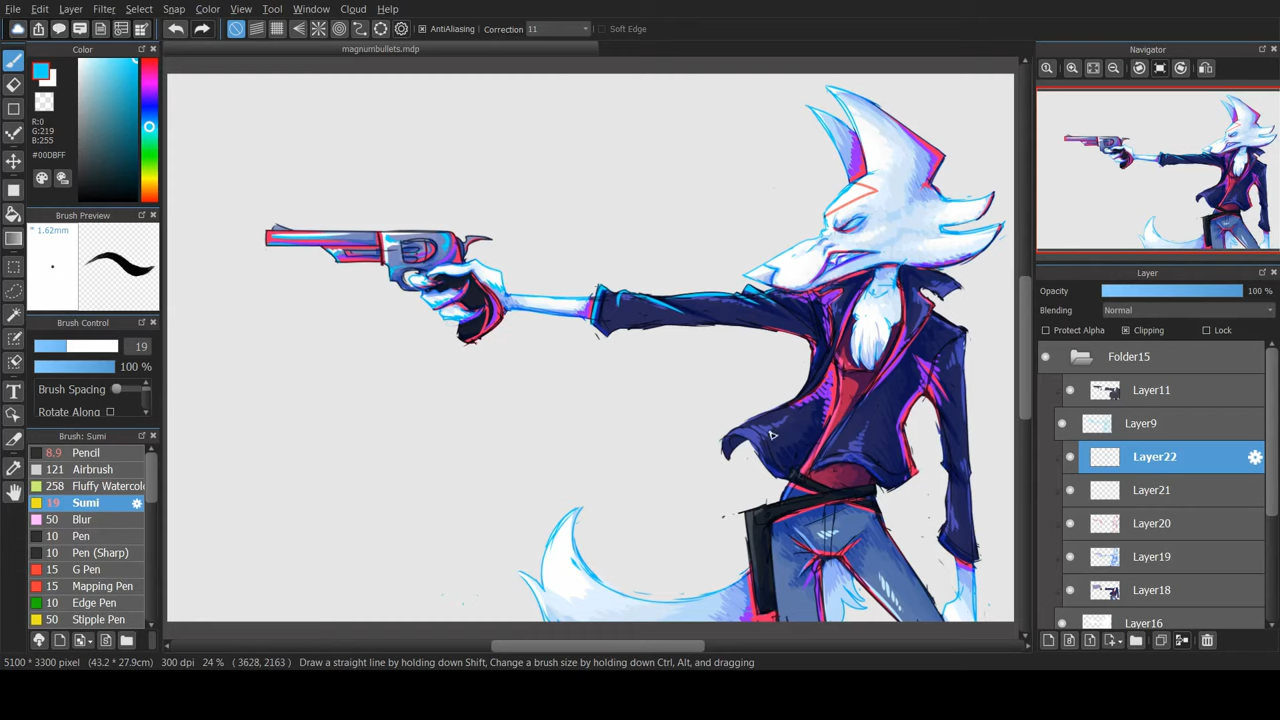 File Edit Layer Filter Select Snap Color View Tool Window Cloud Help
AntiAliasing Correction 11 Soft Edge
magnumbullets.mdp
Color
R:0
G:219
B:255
#00DBFF
Brush Preview
* 1.62mm
Brush Control
19
100 %
Brush Spacing
Rotate Along
Brush: Sumi
8.9 Pencil
121 Airbrush
258 Fluffy Watercolo
19 Sumi
50 Blur
10 Pen
10 Pen (Sharp)
15 G Pen
15 Mapping Pen
10 Edge Pen
50 Stipple Pen
Navigator
Layer
Opacity 100 %
Blending Normal
Protect Alpha Clipping Lock
Folder15
Layer11
Layer9
Layer22
Layer21
Layer20
Layer19
Layer18
Layer16
5100 * 3300 pixel (43.2 * 27.9cm) 300 dpi 24 % ( 3628, 2163 ) Draw a straight line by holding down Shift, Change a brush size by holding down Ctrl, Alt, and dragging